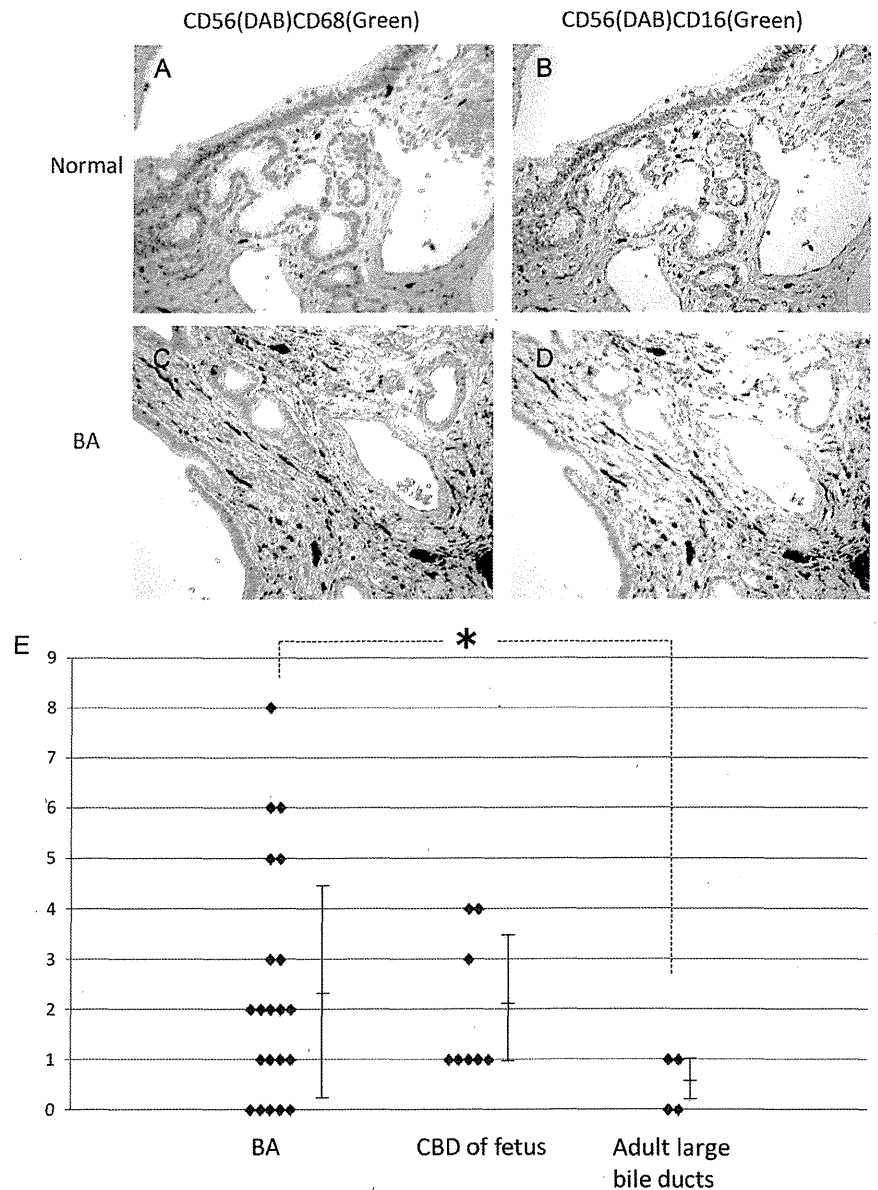 CD56(DAB)CD68(Green)
CD56(DAB)CD16(Green)
A
B
Normal
C
D
BA
E
*
9
8
7
6
5
4
3
2
1
0
BA
CBD of fetus
Adult large
bile ducts